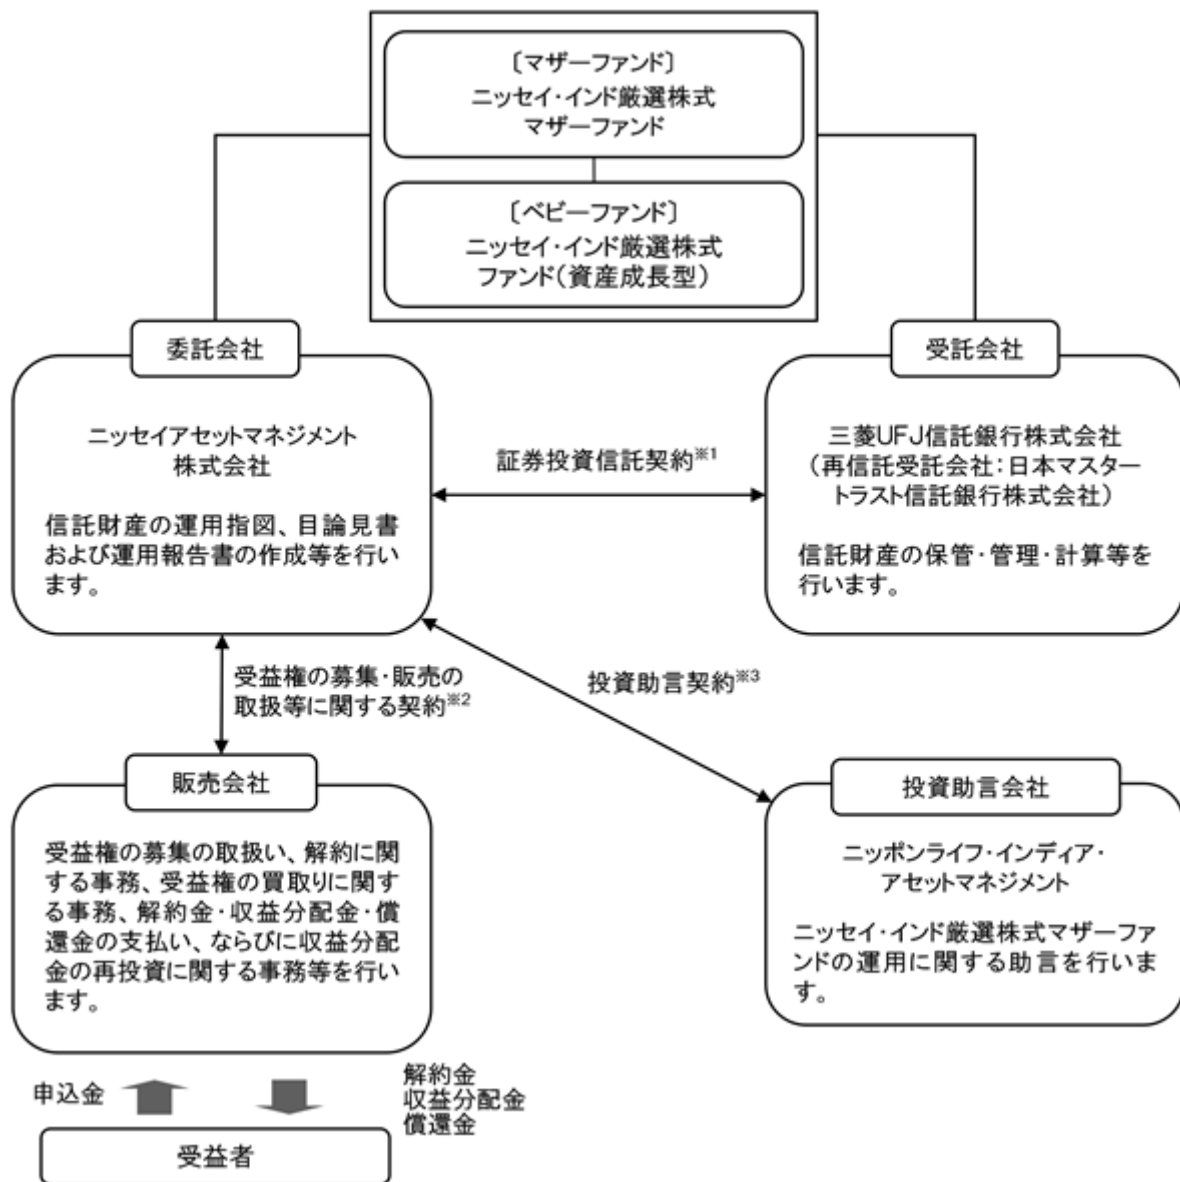 〔マザーファンド〕
ニッセイ・インド厳選株式
マザーファンド
〔ベビーファンド〕
ニッセイ・インド厳選株式
ファンド(資産成長型)
委託会社
ニッセイアセットマネジメント
株式会社
信託財産の運用指図、目論見書
および運用報告書の作成等を行い
ます。
証券投資信託契約※1
受託会社
三菱UFJ信託銀行株式会社
(再信託受託会社:日本マスター
トラスト信託銀行株式会社)
信託財産の保管・管理・計算等を
行います。
受益権の募集・販売の
取扱等に関する契約※2
投資助言契約※3
販売会社
受益権の募集の取扱い、解約に関
する事務、受益権の買取りに関す
る事務、解約金・収益分配金・償
還金の支払い、ならびに収益分配
金の再投資に関する事務等を行い
ます。
投資助言会社
ニッポンライフ・インディア・
アセットマネジメント
ニッセイ・インド厳選株式マザーファ
ンドの運用に関する助言を行いま
す。
申込金
解約金
収益分配金
償還金
受益者